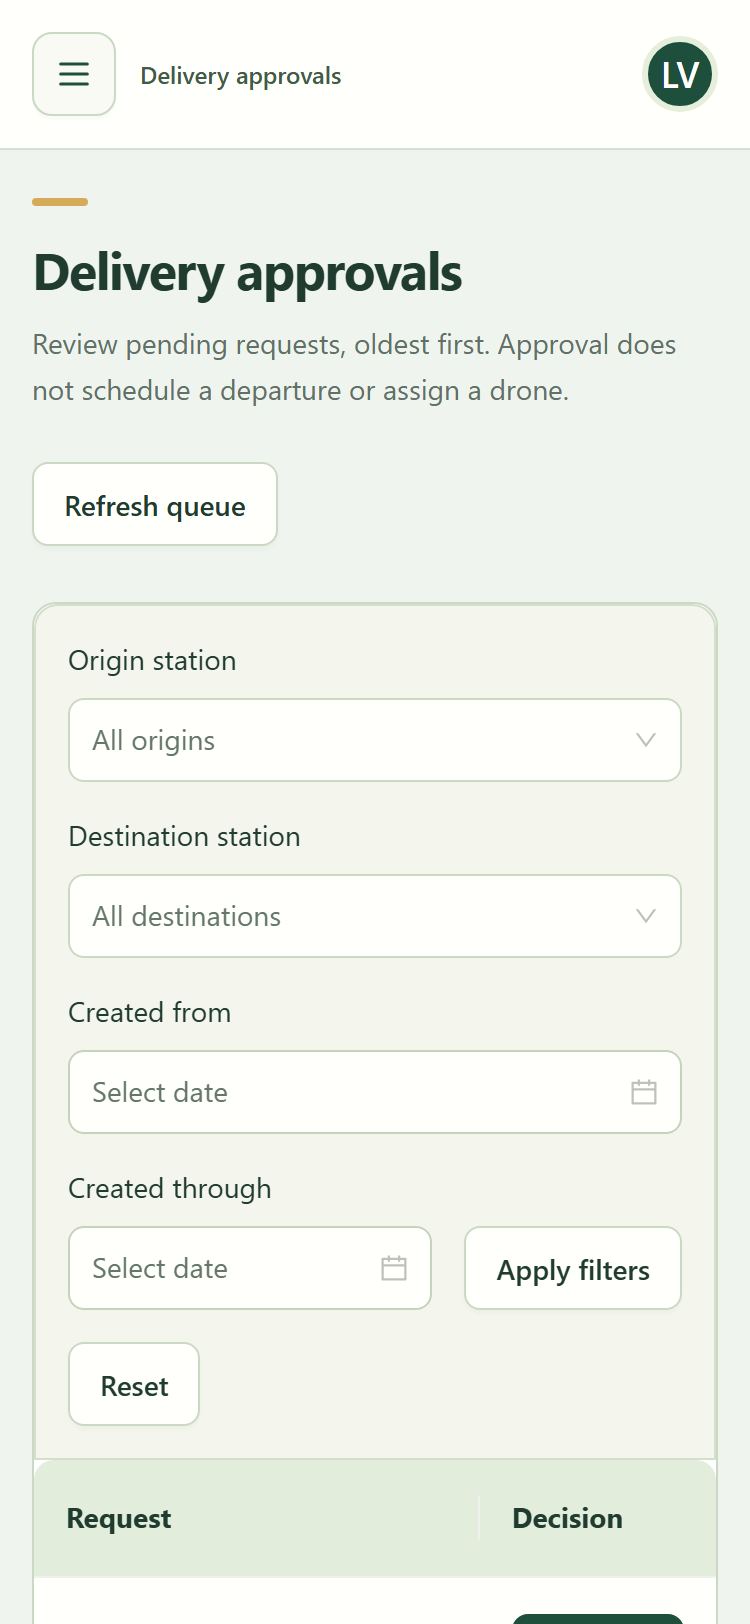 Delivery approvals
LV
Delivery approvals
Review pending requests, oldest first. Approval does
not schedule a departure or assign a drone.
Refresh queue
Origin station
All origins
Destination station
All destinations
Created from
Select date
Created through
Select date
Apply filters
Reset
Request
Decision